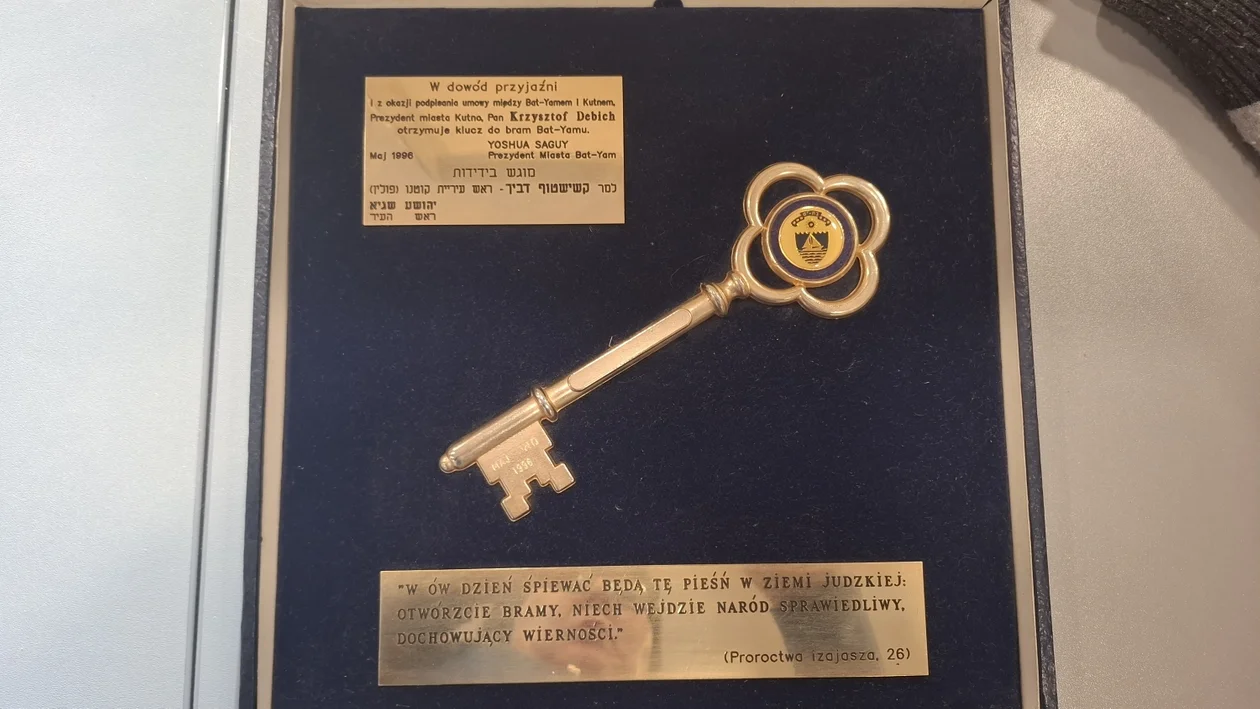 W dowód przyjaźni
i z okazji podpisania umowy między Bat-Yamem i Kutnem,
Prezydent miasta Kutna, Pan Krzysztof Debich
otrzymuje klucz do bram Bat-Yamu.
YOSHUA SAGUY
Maj 1996 Prezydent Miasta Bat-Yam
מוגש בידידות
למר קשישטוף דביך - ראש עיריית קוטנו (פולין)
יהושע שגיא
ראש העיר
MAJ
1996
"W ÓW DZIEŃ ŚPIEWAĆ BĘDĄ TĘ PIEŚŃ W ZIEMI JUDZKIEJ:
OTWÓRZCIE BRAMY, NIECH WEJDZIE NARÓD SPRAWIEDLIWY,
DOCHOWUJĄCY WIERNOŚCI."
(Proroctwa izajasza, 26)